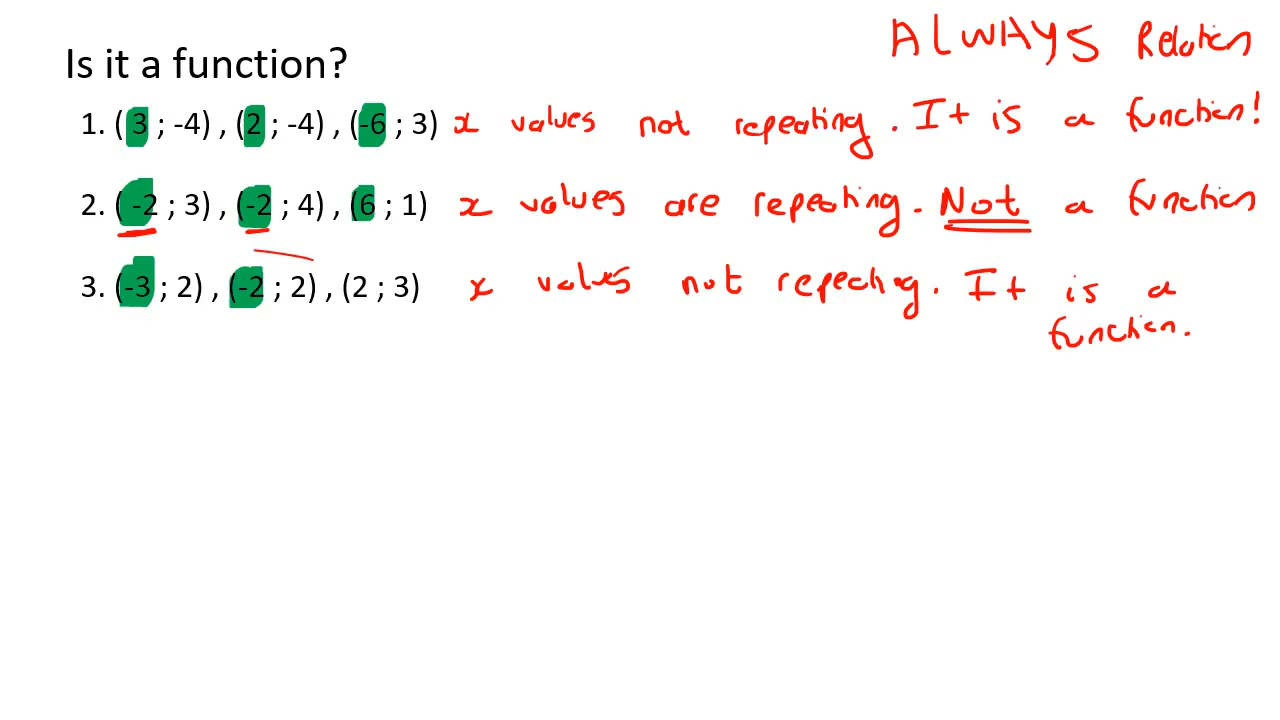 ALWAYS Relation
Is it a function?
1. ( 3 ; -4) , (2 ; -4) , (-6 ; 3) x values not repeating. It is a function!
2. ( -2 ; 3) , (-2 ; 4) , (6 ; 1) x values are repeating. Not a function
3. (-3 ; 2) , (-2 ; 2) , (2 ; 3) x values not repeating. It is a
function.